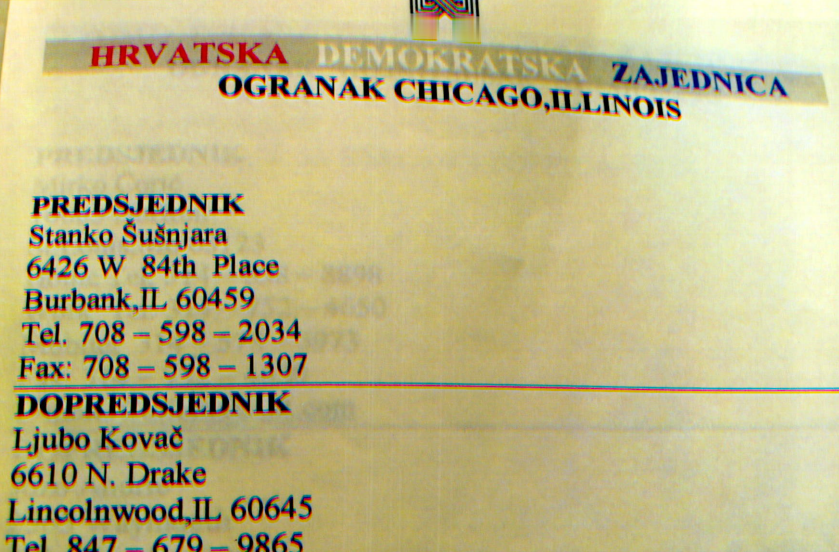 HRVATSKA DEMOKRATSKA ZAJEDNICA
OGRANAK CHICAGO,ILLINOIS
PREDSJEDNIK
Stanko Šušnjara
6426 W 84th Place
Burbank,IL 60459
Tel. 708 – 598 – 2034
Fax: 708 – 598 – 1307
DOPREDSJEDNIK
Ljubo Kovač
6610 N. Drake
Lincolnwood,IL 60645
Tel. 847 – 679 – 9865